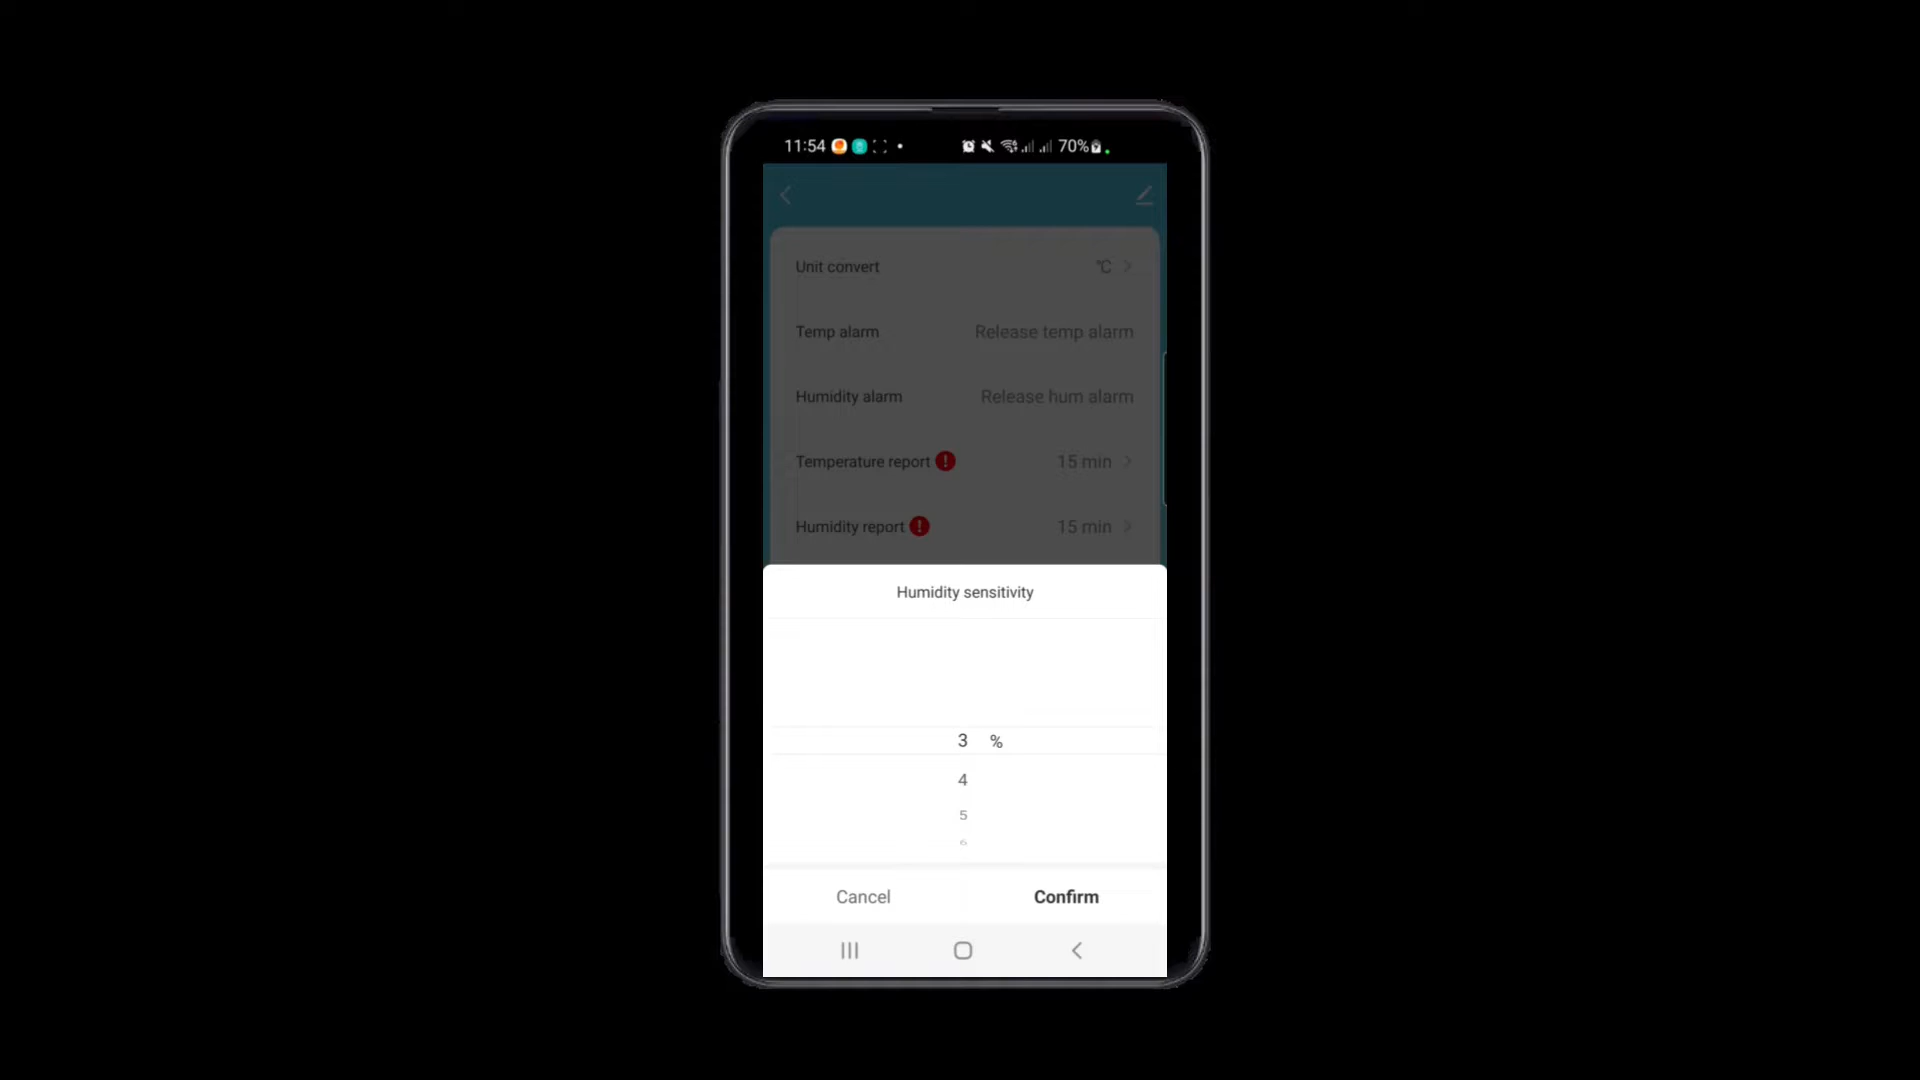 11:54 70%
Unit convert °C
Temp alarm Release temp alarm
Humidity alarm Release hum alarm
Temperature report ! 15 min
Humidity report ! 15 min
Humidity sensitivity
3 %
4
5
6
Cancel Confirm